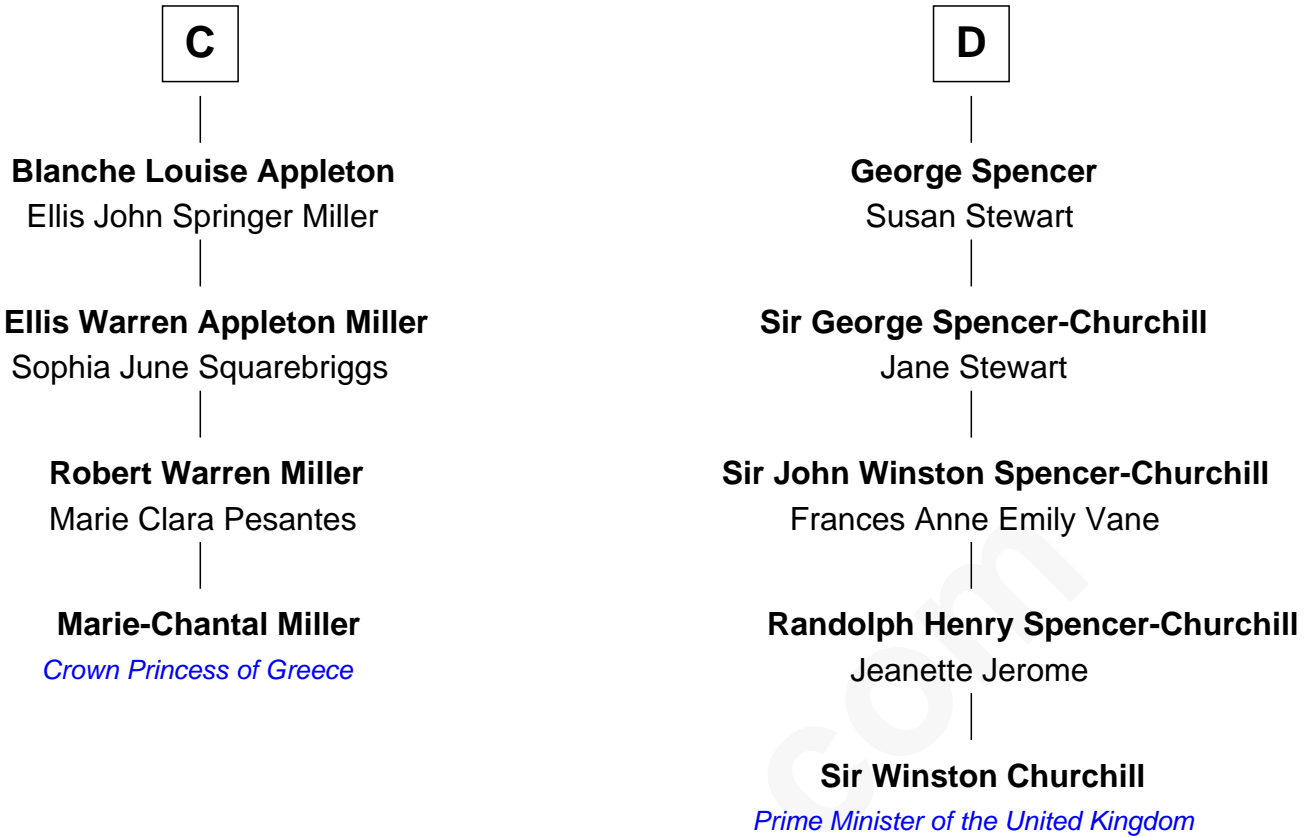 C
Blanche Louise Appleton
Ellis John Springer Miller
Ellis Warren Appleton Miller
Sophia June Squarebriggs
Robert Warren Miller
Marie Clara Pesantes
Marie-Chantal Miller
Crown Princess of Greece
D
George Spencer
Susan Stewart
Sir George Spencer-Churchill
Jane Stewart
Sir John Winston Spencer-Churchill
Frances Anne Emily Vane
Randolph Henry Spencer-Churchill
Jeanette Jerome
Sir Winston Churchill
Prime Minister of the United Kingdom
com